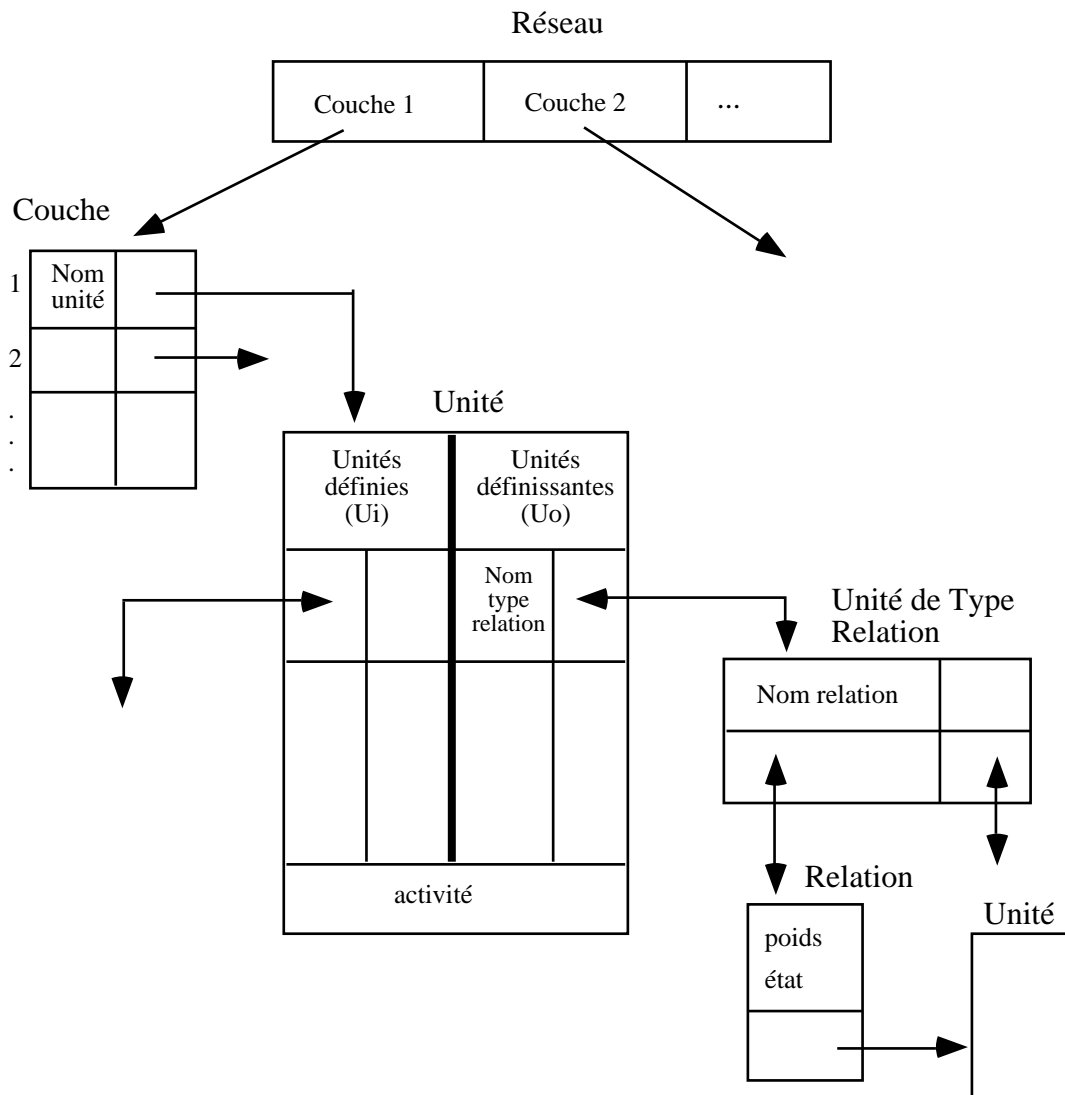 Réseau
Couche 1
Couche 2
...
Couche
1
Nom
unité
2
.
.
.
Unité
Unités
définies
(Ui)
Unités
définissantes
(Uo)
Nom
type
relation
Unité de Type
Relation
Nom relation
activité
Relation
poids
état
Unité